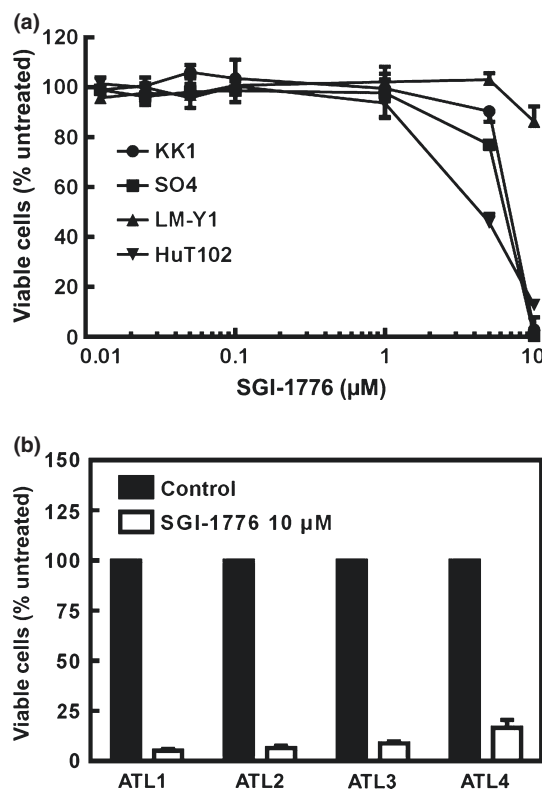 (a)
Viable cells (% untreated)
120
100
80
60
40
20
0
KK1
SO4
LM-Y1
HuT102
0.01
0.1
1
10
SGI-1776 (µM)
(b)
Viable cells (% untreated)
150
125
100
75
50
25
0
Control
SGI-1776 10 µM
ATL1
ATL2
ATL3
ATL4